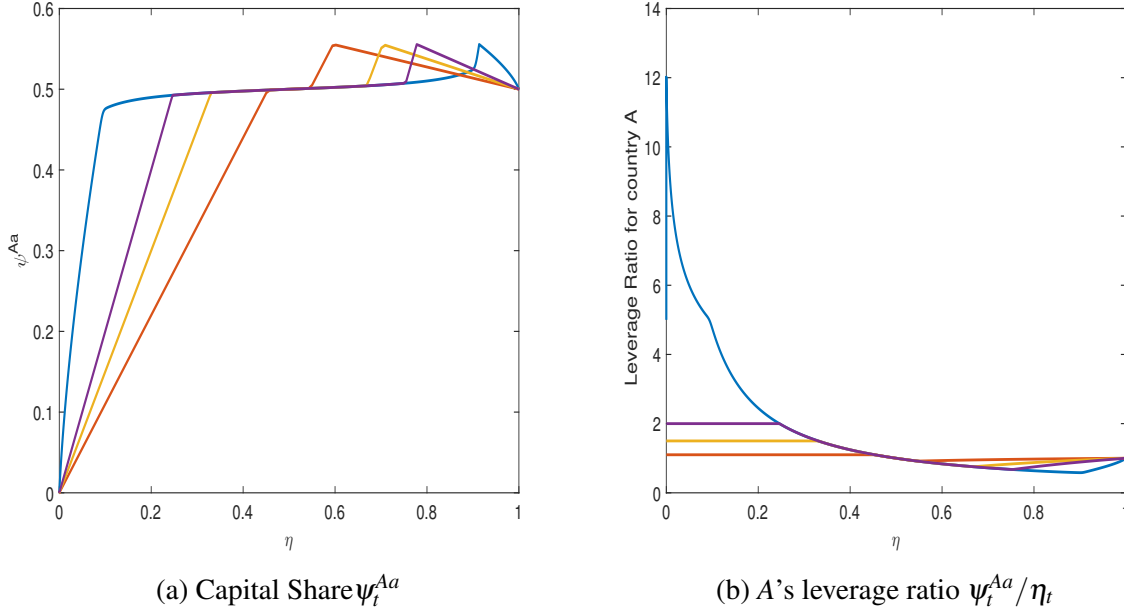 0.6
0.5
0.4
0.3
0.2
0.1
0
ψ^Aa
0 0.2 0.4 0.6 0.8 1
η
(a) Capital Share ψ_t^{Aa}
14
12
10
8
6
4
2
0
Leverage Ratio for country A
0 0.2 0.4 0.6 0.8 1
η
(b) A's leverage ratio ψ_t^{Aa}/η_t